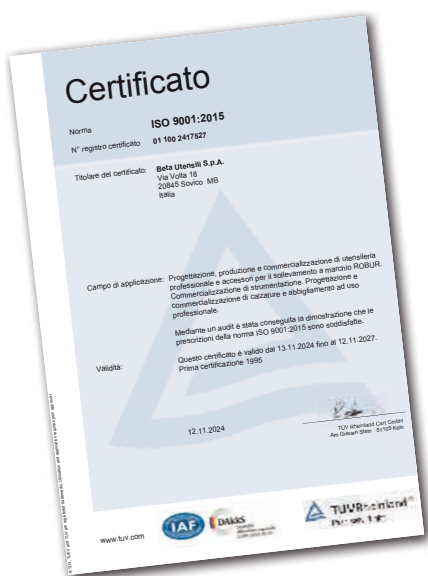 Certificato
Norma ISO 9001:2015
N° registro certificato 01 100 2417527
Titolare del certificato: Beta Utensili S.p.A.
Via Volta 18
20845 Sovico MB
Italia
Campo di applicazione: Progettazione, produzione e commercializzazione di utensileria
professionale e accessori per il sollevamento a marchio ROBUR.
Commercializzazione di strumentazione. Progettazione e
commercializzazione di calzature e abbigliamento ad uso
professionale.
Mediante un audit è stata conseguita la dimostrazione che le
prescrizioni della norma ISO 9001:2015 sono soddisfatte.
Validità: Questo certificato è valido dal 13.11.2024 fino al 12.11.2027.
Prima certificazione 1995
12.11.2024
TÜV Rheinland Cert GmbH
Am Grauen Stein · 51105 Köln
www.tuv.com
IAF
DAkkS
TÜVRheinland